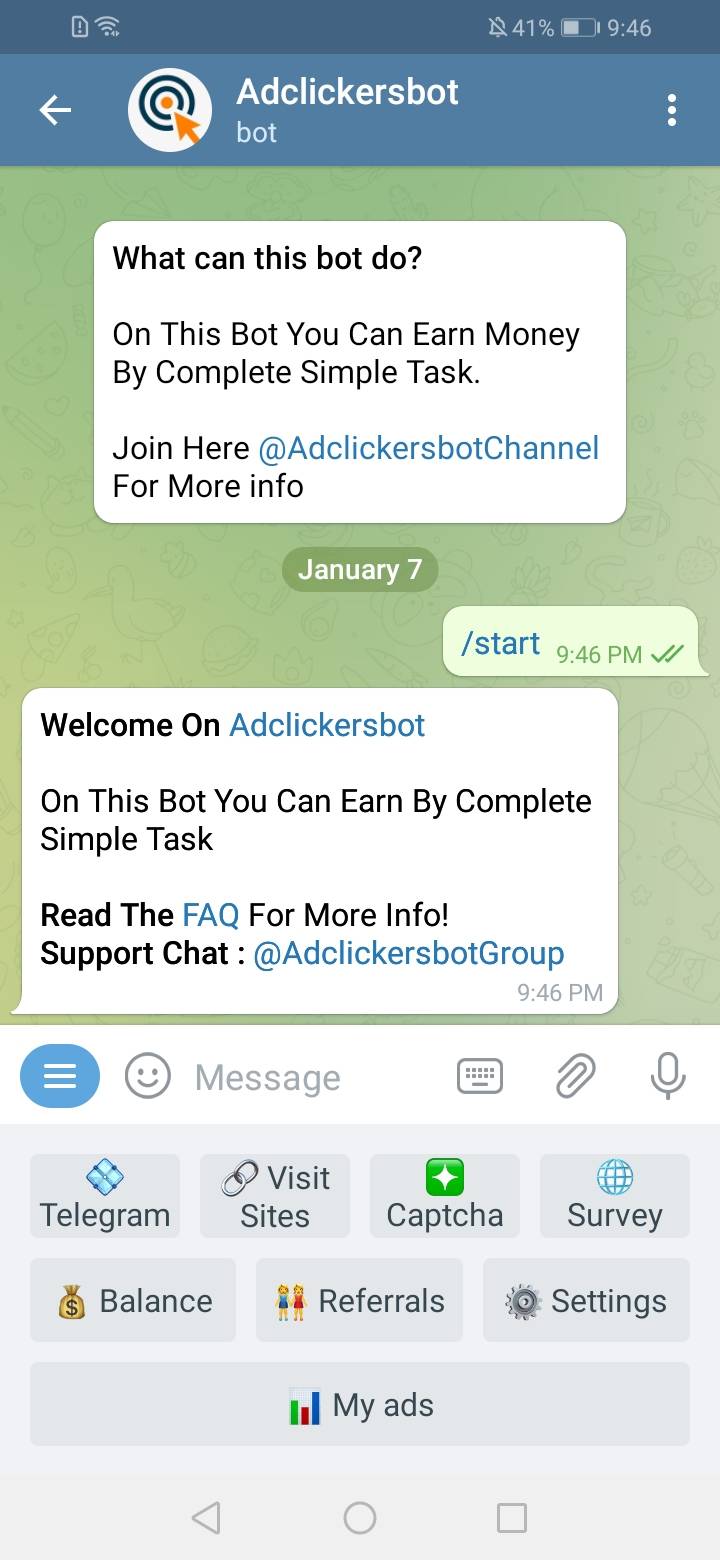 41% 9:46
Adclickersbot
bot
What can this bot do?
On This Bot You Can Earn Money
By Complete Simple Task.
Join Here @AdclickersbotChannel
For More info
January 7
/start 9:46 PM
Welcome On Adclickersbot
On This Bot You Can Earn By Complete
Simple Task
Read The FAQ For More Info!
Support Chat : @AdclickersbotGroup
9:46 PM
Message
Telegram
Visit
Sites
Captcha
Survey
Balance
Referrals
Settings
My ads